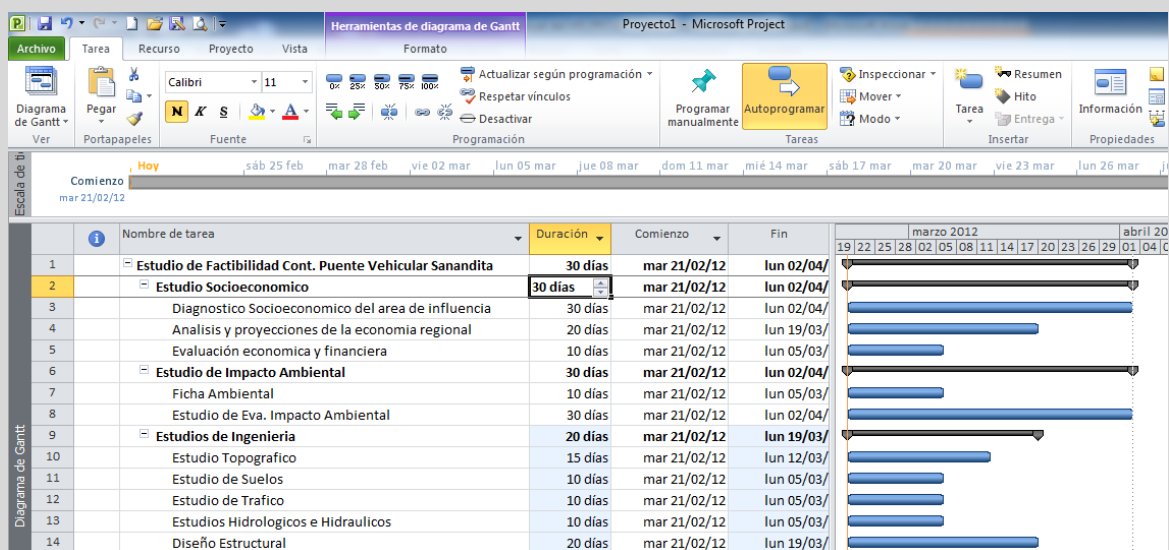 Herramientas de diagrama de Gantt
Proyecto1 - Microsoft Project
Archivo Tarea Recurso Proyecto Vista Formato
Calibri 11
0% 25% 50% 75% 100%
Actualizar según programación
Respetar vínculos
Desactivar
N K S A
Diagrama de Gantt
Pegar
Programar manualmente
Autoprogramar
Inspeccionar
Mover
Modo
Tarea
Resumen
Hito
Entrega
Información
Ver Portapapeles Fuente Programación Tareas Insertar Propiedades
Escala de
Hoy sáb 25 feb mar 28 feb vie 02 mar lun 05 mar jue 08 mar dom 11 mar mié 14 mar sáb 17 mar mar 20 mar vie 23 mar lun 26 mar
Comienzo
mar 21/02/12
Nombre de tarea Duración Comienzo Fin
marzo 2012 abril 20
19 22 25 28 02 05 08 11 14 17 20 23 26 29 01 04
1 Estudio de Factibilidad Cont. Puente Vehicular Sanandita 30 días mar 21/02/12 lun 02/04/
2 Estudio Socioeconomico 30 días mar 21/02/12 lun 02/04/
3 Diagnostico Socioeconomico del area de influencia 30 días mar 21/02/12 lun 02/04/
4 Analisis y proyecciones de la economia regional 20 días mar 21/02/12 lun 19/03/
5 Evaluación economica y financiera 10 días mar 21/02/12 lun 05/03/
6 Estudio de Impacto Ambiental 30 días mar 21/02/12 lun 02/04/
7 Ficha Ambiental 10 días mar 21/02/12 lun 05/03/
8 Estudio de Eva. Impacto Ambiental 30 días mar 21/02/12 lun 02/04/
9 Estudios de Ingenieria 20 días mar 21/02/12 lun 19/03/
10 Estudio Topografico 15 días mar 21/02/12 lun 12/03/
11 Estudio de Suelos 10 días mar 21/02/12 lun 05/03/
12 Estudio de Trafico 10 días mar 21/02/12 lun 05/03/
13 Estudios Hidrologicos e Hidraulicos 10 días mar 21/02/12 lun 05/03/
14 Diseño Estructural 20 días mar 21/02/12 lun 19/03/
Diagrama de Gantt